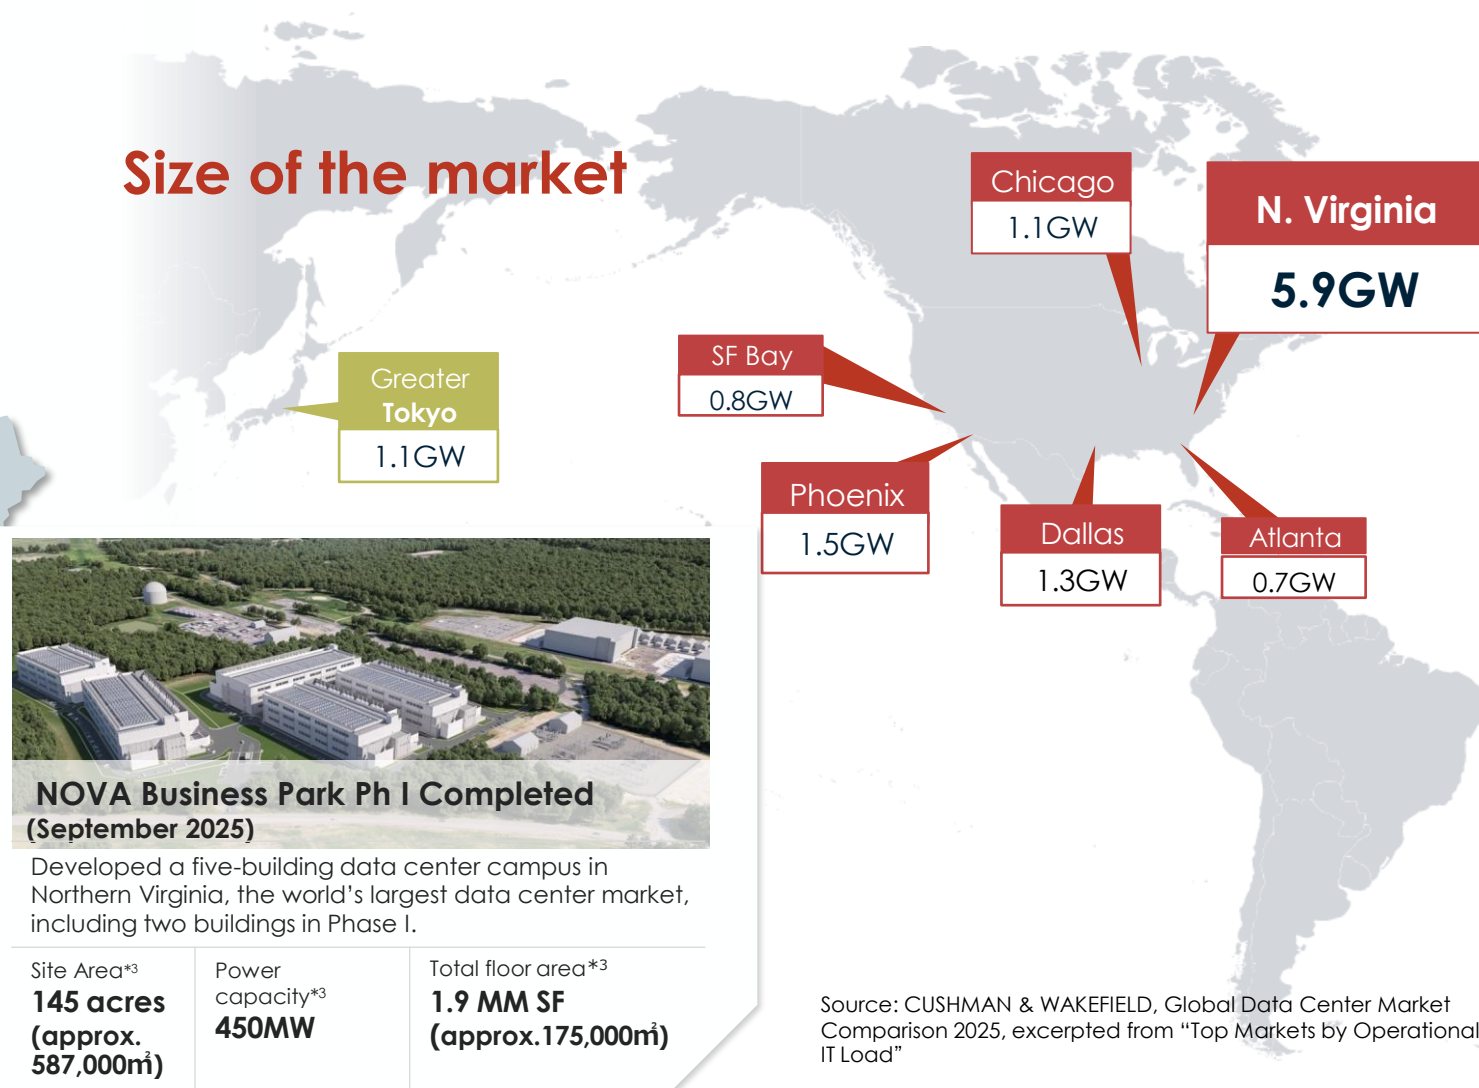 Size of the market
Chicago
1.1GW
N. Virginia
5.9GW
SF Bay
0.8GW
Greater
Tokyo
1.1GW
Phoenix
1.5GW
Dallas
1.3GW
Atlanta
0.7GW
NOVA Business Park Ph I Completed
(September 2025)
Developed a five-building data center campus in
Northern Virginia, the world’s largest data center market,
including two buildings in Phase I.
Site Area*3
145 acres
(approx.
587,000㎡)
Power
capacity*3
450MW
Total floor area*3
1.9 MM SF
(approx.175,000㎡)
Source: CUSHMAN & WAKEFIELD, Global Data Center Market
Comparison 2025, excerpted from “Top Markets by Operational
IT Load”